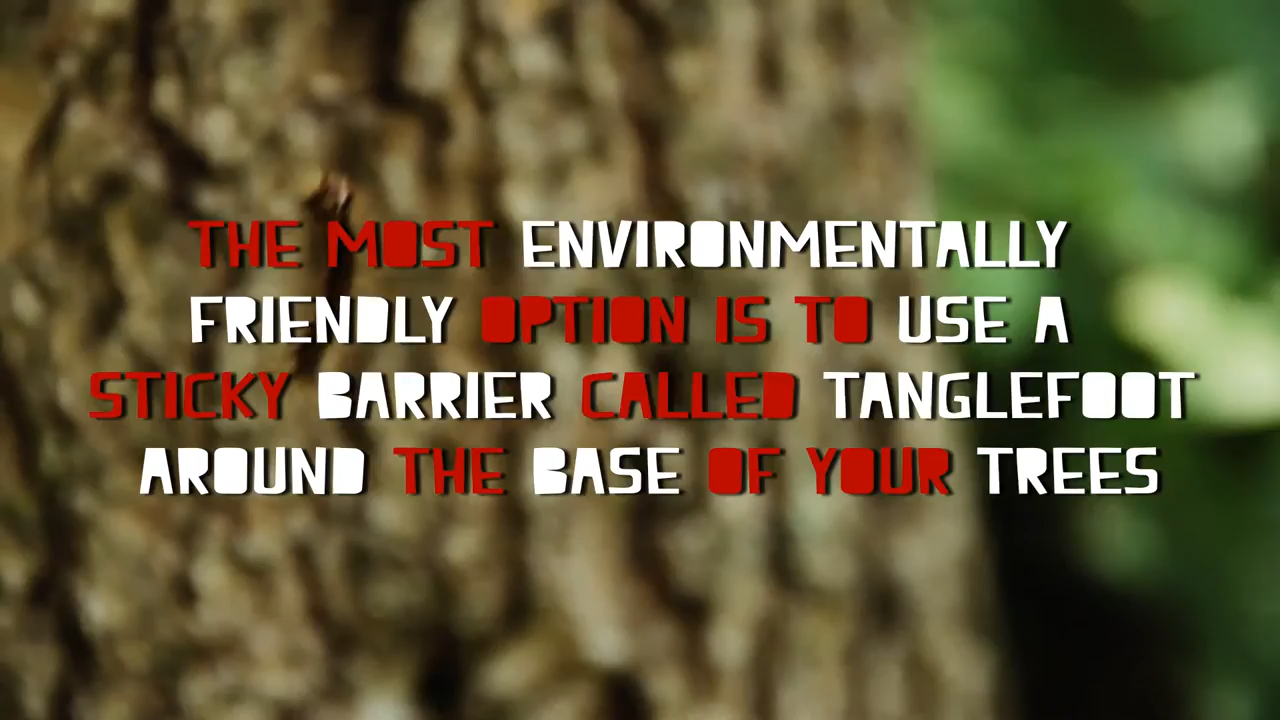 THE MOST ENVIRONMENTALLY
FRIENDLY OPTION IS TO USE A
STICKY BARRIER CALLED TANGLEFOOT
AROUND THE BASE OF YOUR TREES